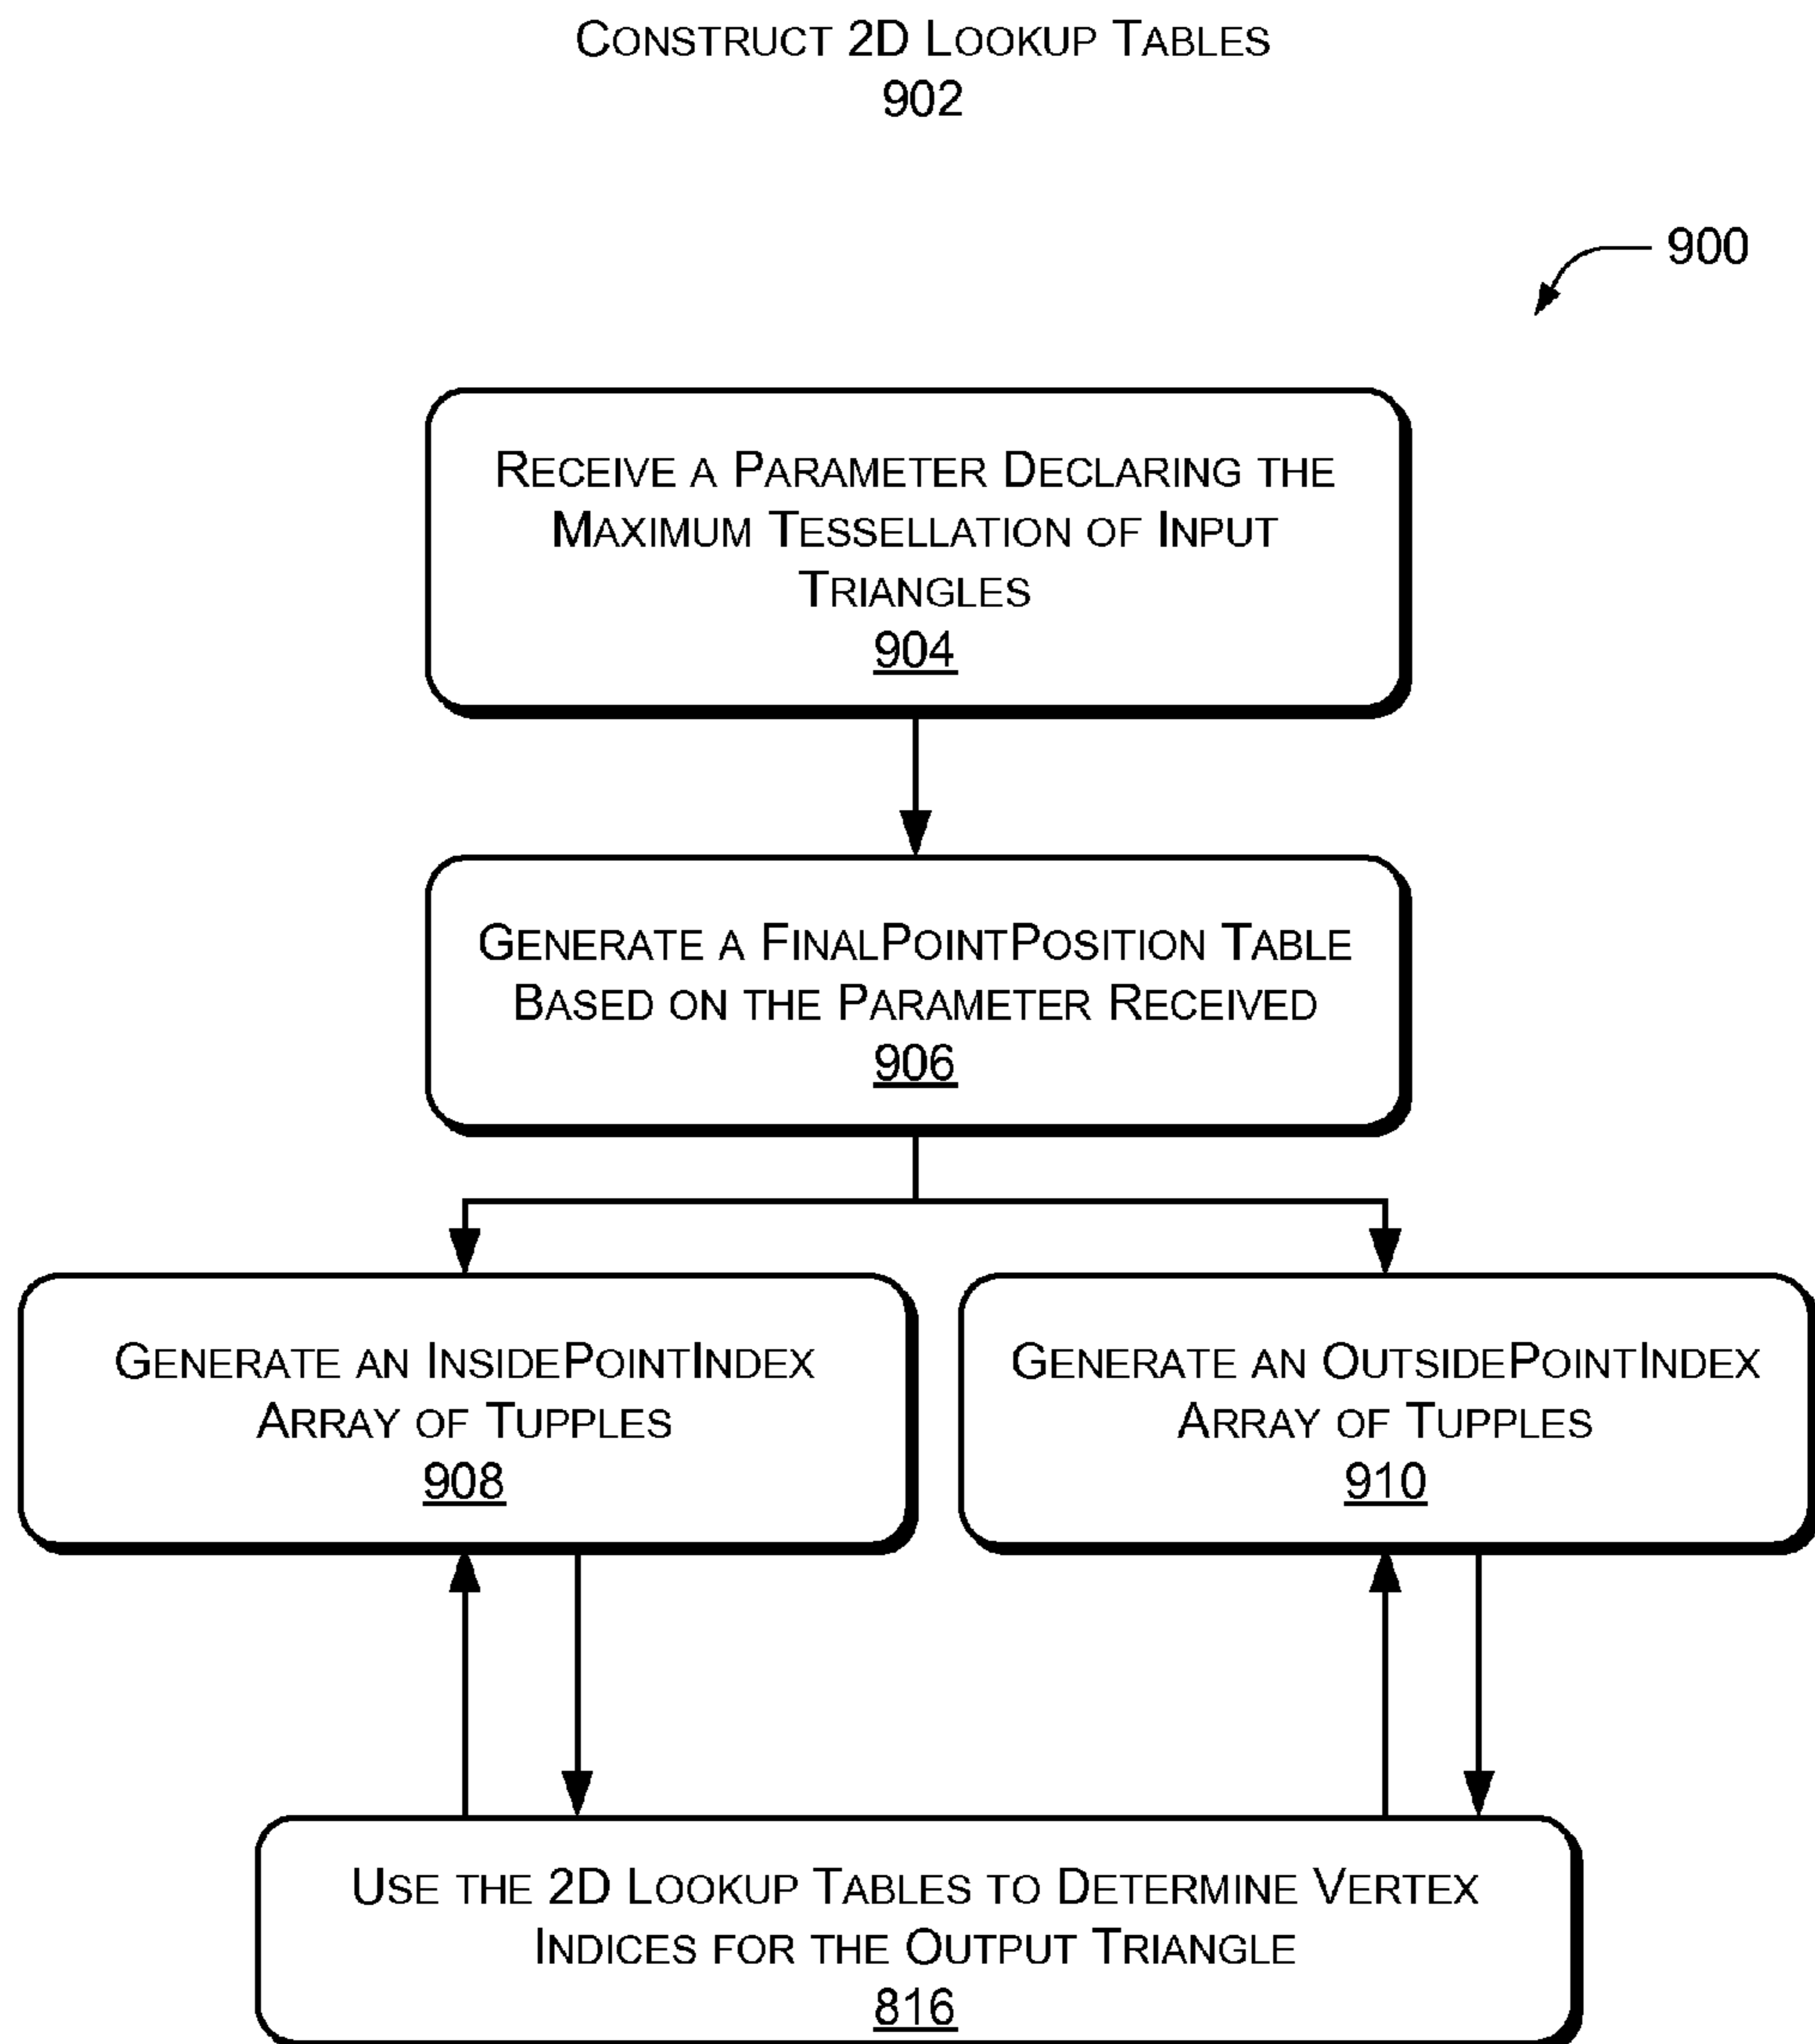 CONSTRUCT 2D LOOKUP TABLES
902
900
RECEIVE A PARAMETER DECLARING THE
MAXIMUM TESSELLATION OF INPUT
TRIANGLES
904
GENERATE A FINALPOINTPOSITION TABLE
BASED ON THE PARAMETER RECEIVED
906
GENERATE AN INSIDEPOINTINDEX
ARRAY OF TUPPLES
908
GENERATE AN OUTSIDEPOINTINDEX
ARRAY OF TUPPLES
910
USE THE 2D LOOKUP TABLES TO DETERMINE VERTEX
INDICES FOR THE OUTPUT TRIANGLE
816